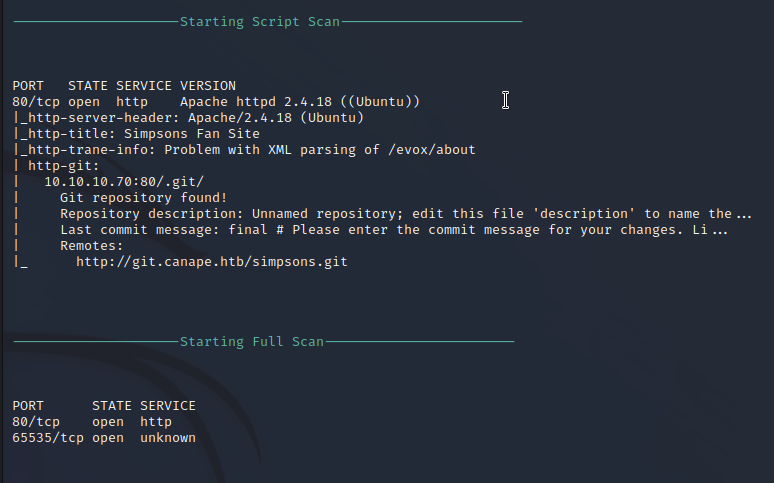 ---------------------Starting Script Scan-----------------------
PORT   STATE SERVICE VERSION
80/tcp open  http    Apache httpd 2.4.18 ((Ubuntu))
|_http-server-header: Apache/2.4.18 (Ubuntu)
|_http-title: Simpsons Fan Site
|_http-trane-info: Problem with XML parsing of /evox/about
| http-git:
|   10.10.10.70:80/.git/
|     Git repository found!
|     Repository description: Unnamed repository; edit this file 'description' to name the...
|     Last commit message: final # Please enter the commit message for your changes. Li...
|     Remotes:
|_      http://git.canape.htb/simpsons.git
---------------------Starting Full Scan------------------------
PORT      STATE SERVICE
80/tcp    open  http
65535/tcp open  unknown